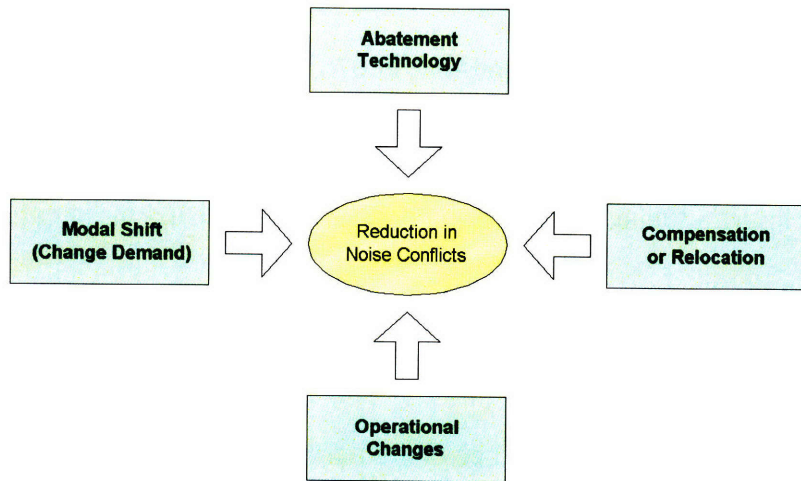 Abatement
Technology
Modal Shift
(Change Demand)
Reduction in
Noise Conflicts
Compensation
or Relocation
Operational
Changes